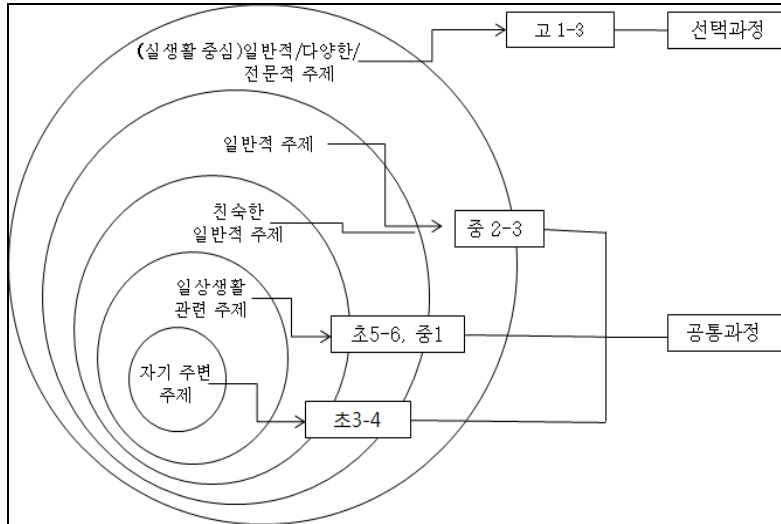 (실생활 중심)일반적/다양한/
전문적 주제
고 1-3
선택과정
일반적 주제
친숙한
일반적 주제
중 2-3
일상생활
관련 주제
초5-6, 중1
공통과정
자기 주변
주제
초3-4